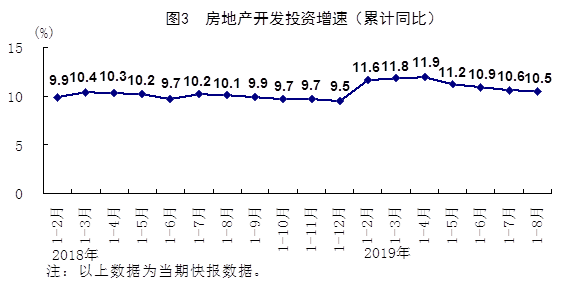 图3 房地产开发投资增速（累计同比）
(%)
15
10
5
0
9.9 10.4 10.3 10.2 9.7 10.2 10.1 9.9 9.7 9.7 9.5 11.6 11.8 11.9 11.2 10.9 10.6 10.5
1-2月 1-3月 1-4月 1-5月 1-6月 1-7月 1-8月 1-9月 1-10月 1-11月 1-12月 1-2月 1-3月 1-4月 1-5月 1-6月 1-7月 1-8月
2018年 2019年
注：以上数据为当期快报数据。